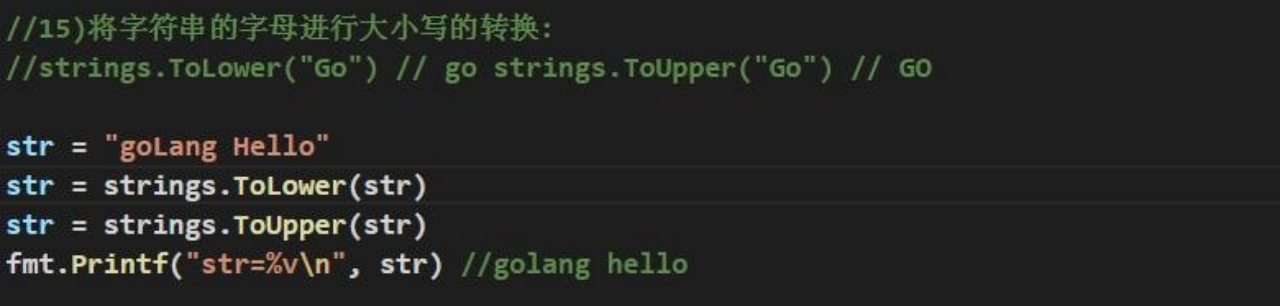 //15)将字符串的字母进行大小写的转换:
//strings.ToLower("Go") // go strings.ToUpper("Go") // GO
str = "goLang Hello"
str = strings.ToLower(str)
str = strings.ToUpper(str)
fmt.Printf("str=%v\n", str) //golang hello